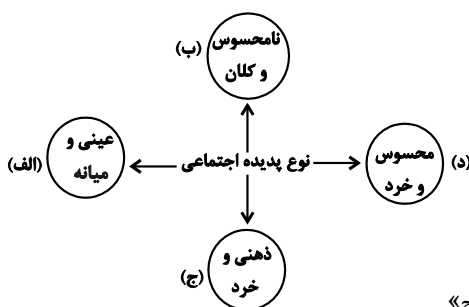 نامحسوس
و کلان
(ب)
عینی و
میانه
(الف)
نوع پدیده اجتماعی
محسوس
و خرد
(د)
ذهنی و
خرد
(ج)